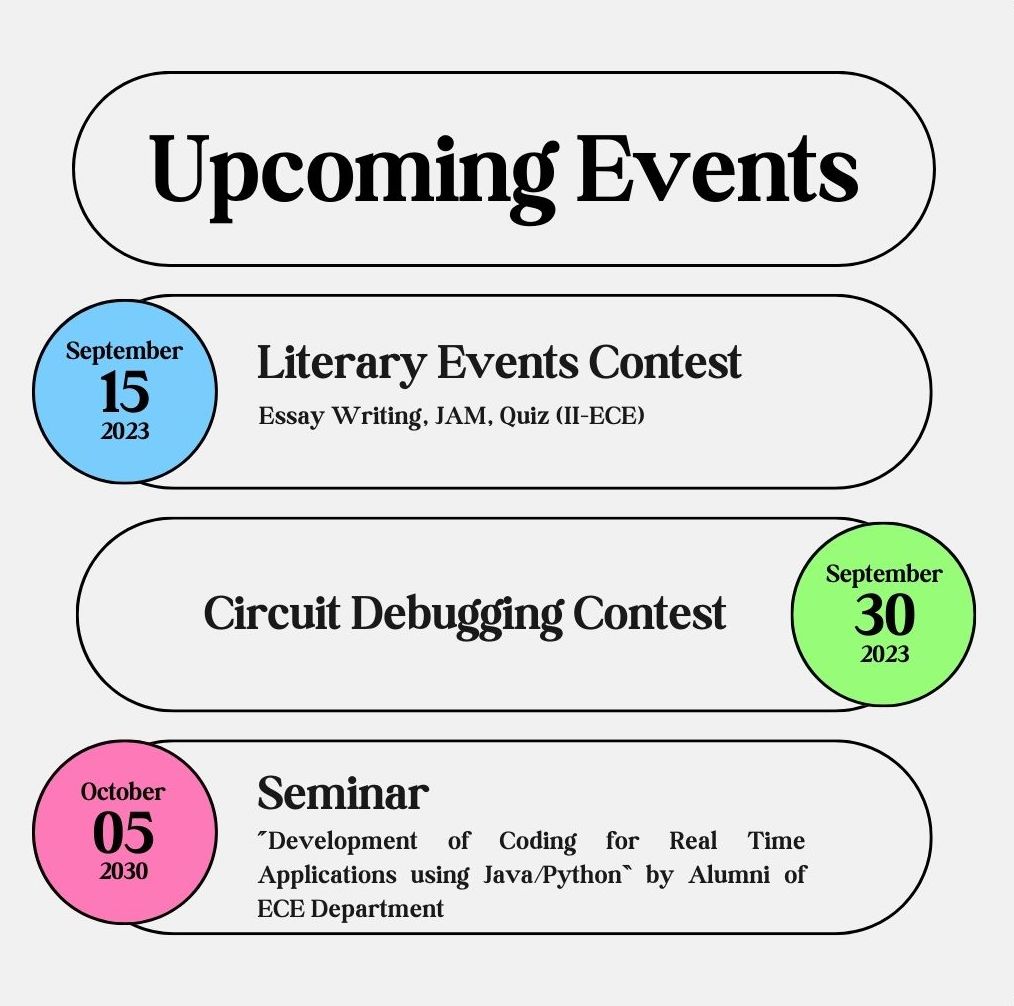 Upcoming Events
September
15
2023
Literary Events Contest
Essay Writing, JAM, Quiz (II-ECE)
Circuit Debugging Contest
September
30
2023
October
05
2030
Seminar
˝Development of Coding for Real Time
Applications using Java/Python‶ by Alumni of
ECE Department